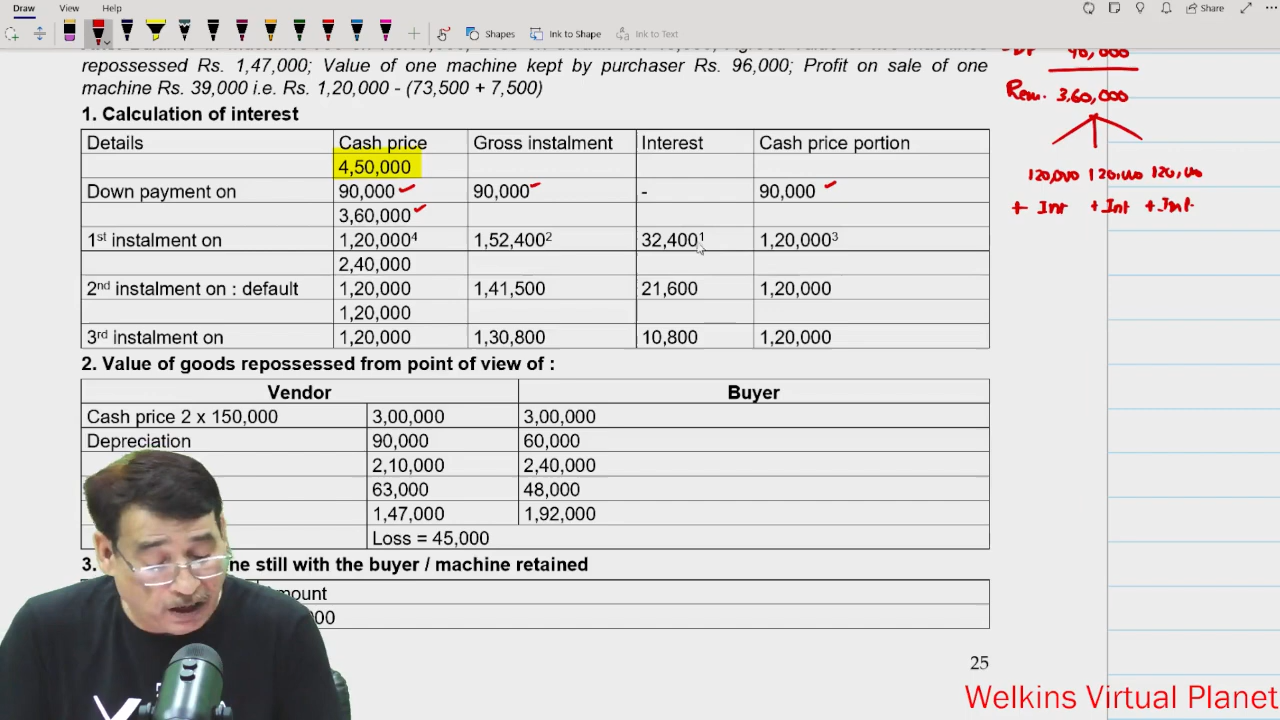 Draw View Help
Shapes Ink to Shape Ink to Text Share
repossessed Rs. 1,47,000; Value of one machine kept by purchaser Rs. 96,000; Profit on sale of one
machine Rs. 39,000 i.e. Rs. 1,20,000 - (73,500 + 7,500)
1. Calculation of interest
Details Cash price Gross instalment Interest Cash price portion
4,50,000
Down payment on 90,000 90,000 - 90,000
3,60,000
1st instalment on 1,20,000⁴ 1,52,400² 32,400¹ 1,20,000³
2,40,000
2nd instalment on : default 1,20,000 1,41,500 21,600 1,20,000
1,20,000
3rd instalment on 1,20,000 1,30,800 10,800 1,20,000
2. Value of goods repossessed from point of view of :
Vendor Buyer
Cash price 2 x 150,000 3,00,000 3,00,000
Depreciation 90,000 60,000
2,10,000 2,40,000
63,000 48,000
1,47,000 1,92,000
Loss = 45,000
3. ne still with the buyer / machine retained
mount
00
25
90,000
Rem. 3,60,000
120,000 120,000 120,000
+ Int + Int + Int
Welkins Virtual Planet